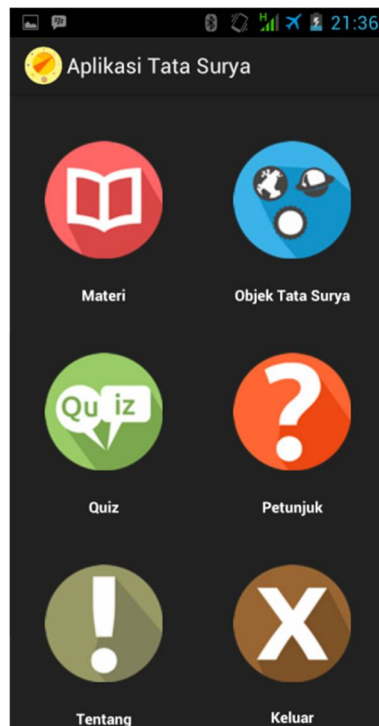 H
21:36
Aplikasi Tata Surya
Materi
Objek Tata Surya
Qu iz
Quiz
?
Petunjuk
!
Tentang
X
Keluar